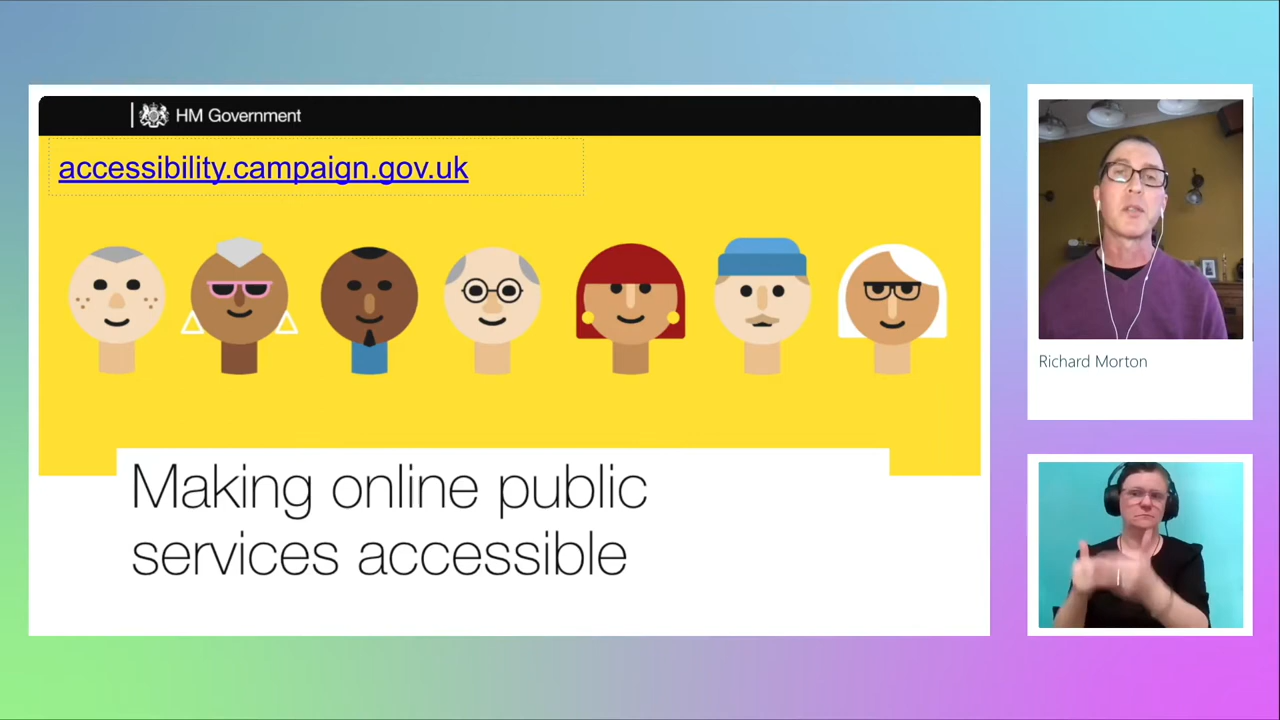 HM Government
accessibility.campaign.gov.uk
Making online public
services accessible
Richard Morton